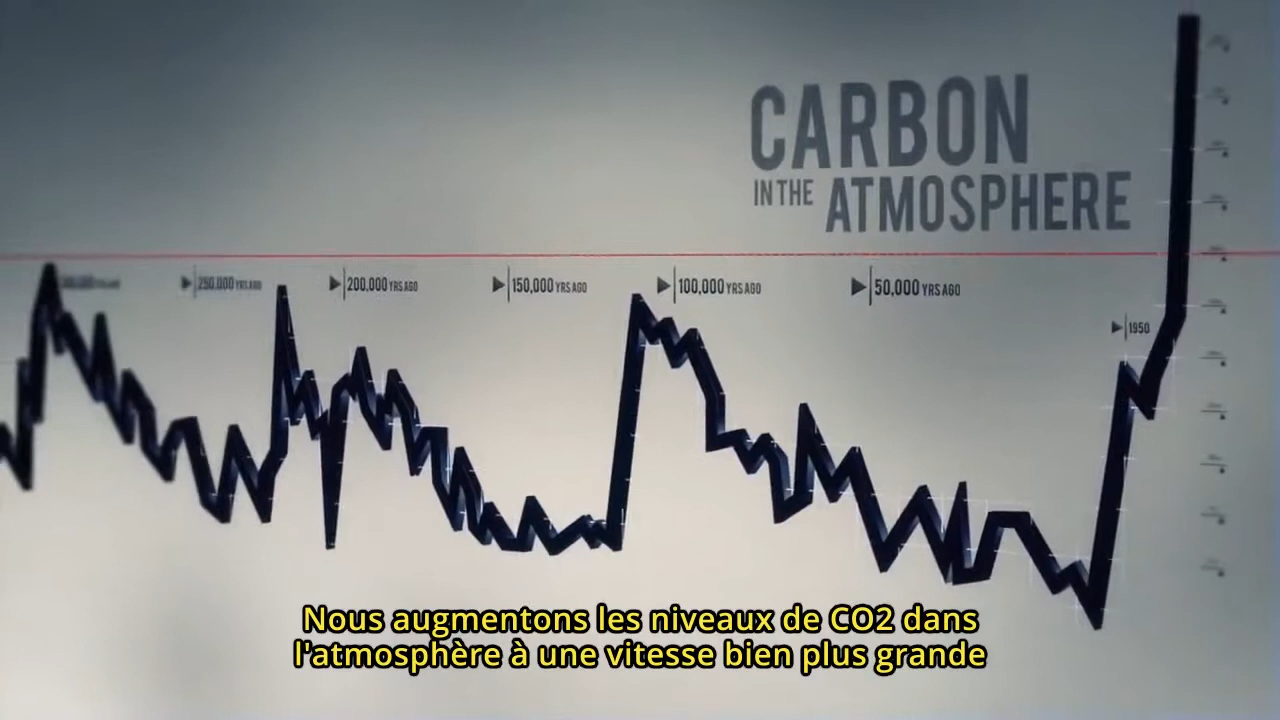 CARBON
IN THE ATMOSPHERE
250,000 YRS AGO
200,000 YRS AGO
150,000 YRS AGO
100,000 YRS AGO
50,000 YRS AGO
1950
Nous augmentons les niveaux de CO2 dans
l'atmosphère à une vitesse bien plus grande